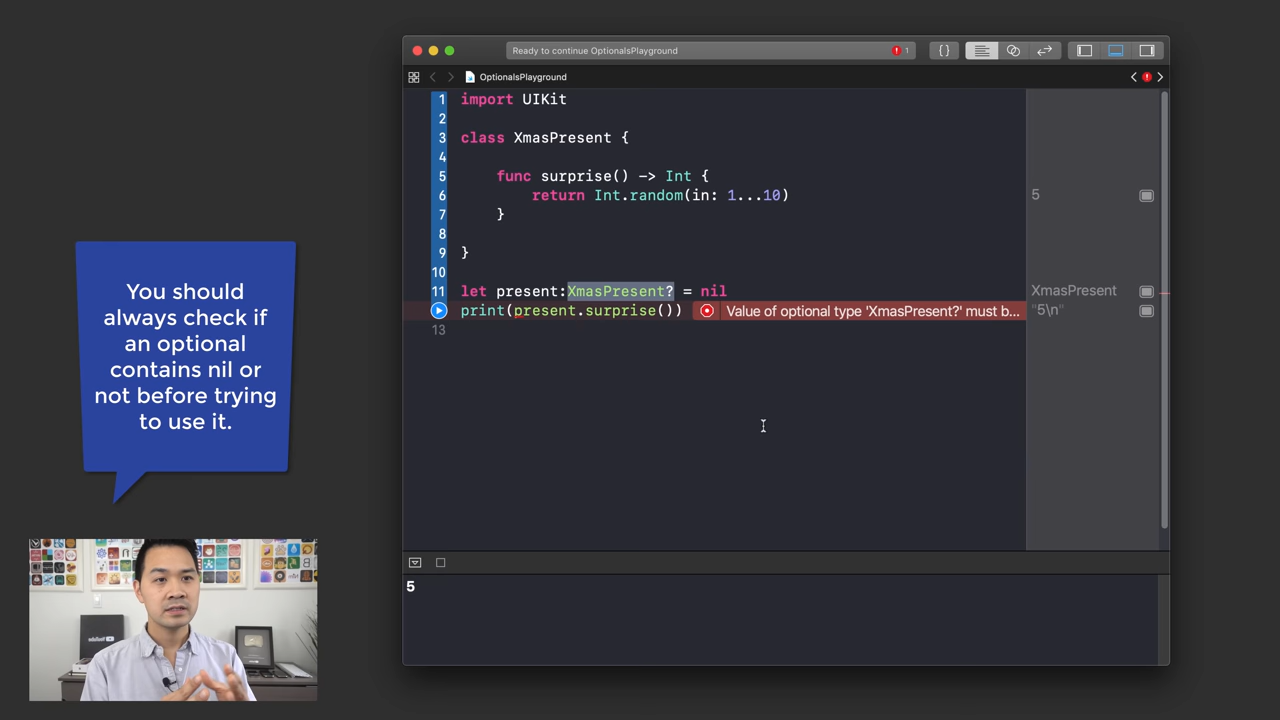 You should
always check if
an optional
contains nil or
not before trying
to use it.
Ready to continue OptionalsPlayground
1
OptionalsPlayground
1 import UIKit
2
3 class XmasPresent {
4
5 func surprise() -> Int {
6 return Int.random(in: 1...10)
5
7 }
8
9 }
10
11 let present:XmasPresent? = nil
XmasPresent
print(present.surprise())
Value of optional type 'XmasPresent?' must b...
"5\n"
13
5
YouTube